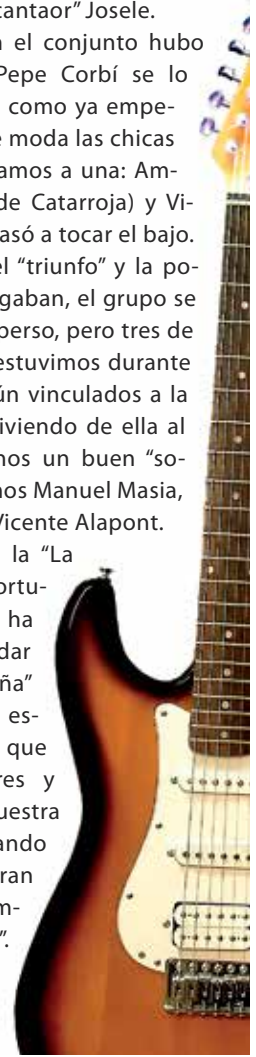 cantaor” Josele.
el conjunto hubo
Pepe Corbí se lo
como ya empe-
e moda las chicas
amos a una: Am-
de Catarroja) y Vi-
asó a tocar el bajo.
el “triunfo” y la po-
gaban, el grupo se
perso, pero tres de
estuvimos durante
ún vinculados a la
iviendo de ella al
nos un buen “so-
nos Manuel Masia,
Vicente Alapont.
la “La
ortu-
ha
dar
ña”
es-
que
res y
uestra
ando
ran
m-
”.